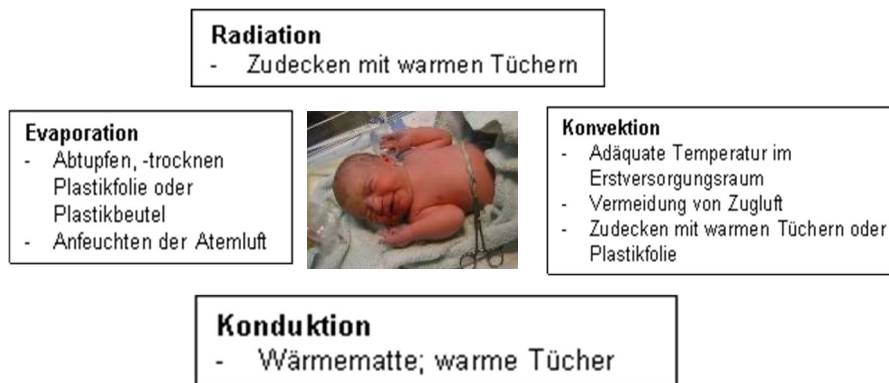 Radiation
- Zudecken mit warmen Tüchern
Evaporation
- Abtupfen, -trocknen
Plastikfolie oder
Plastikbeutel
- Anfeuchten der Atemluft
Konvektion
- Adäquate Temperatur im
Erstversorgungsraum
- Vermeidung von Zugluft
- Zudecken mit warmen Tüchern oder
Plastikfolie
Konduktion
- Wärmematte; warme Tücher